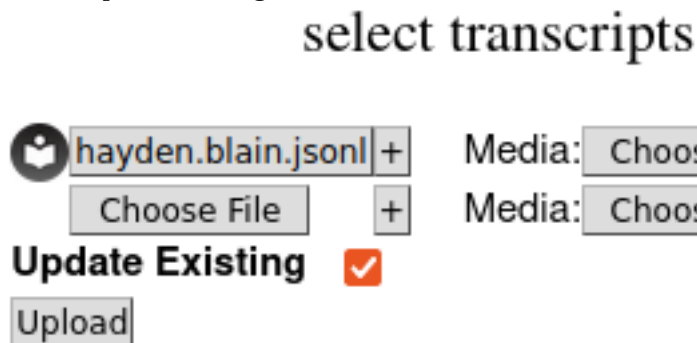 select transcripts
hayden.blain.jsonl + Media:
Choose File + Media:
Update Existing
Upload